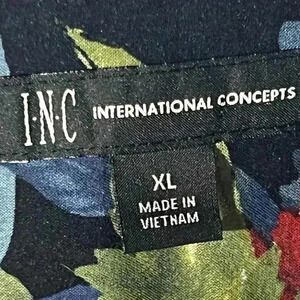 I·N·C INTERNATIONAL CONCEPTS
XL
MADE IN
VIETNAM